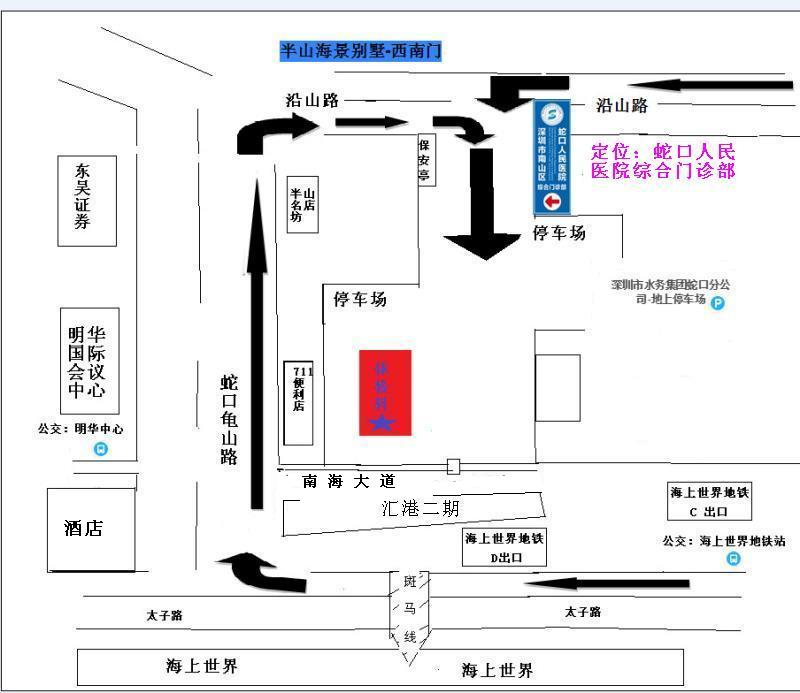 半山海景别墅-西南门
沿山路
沿山路
保安亭
深圳市南山区
蛇口人民医院
综合门诊部
定位：蛇口人民
医院综合门诊部
东吴证券
半山名店坊
停车场
停车场
深圳市水务集团蛇口分公
司-地上停车场
P
明华国际会议中心
711
便利店
体检科
蛇口龟山路
公交：明华中心
南海大道
汇港二期
海上世界地铁
C 出口
酒店
海上世界地铁
D出口
公交：海上世界地铁站
斑马线
太子路
太子路
海上世界
海上世界